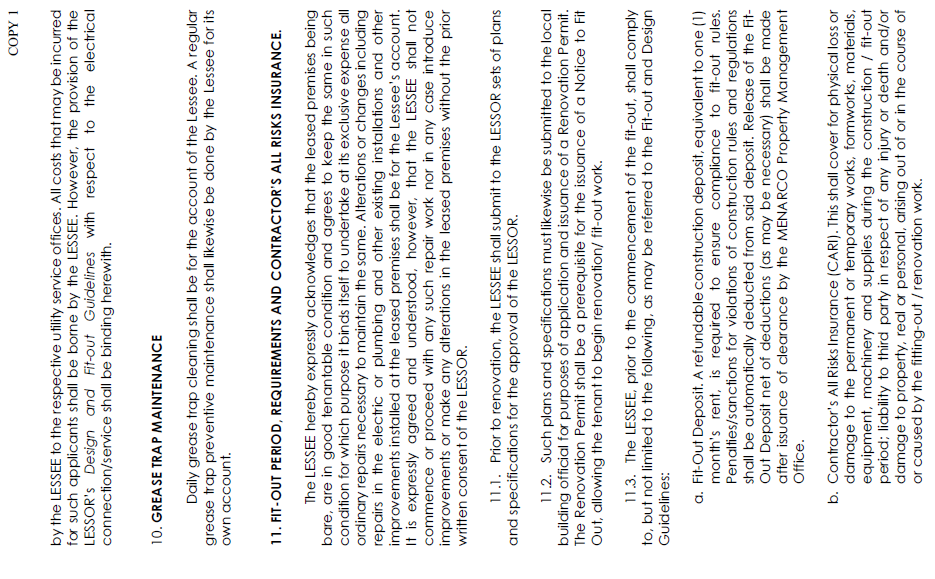 COPY 1
by the LESSEE to the respective utility service offices. All costs that may be incurred
for such applicants shall be borne by the LESSEE. However, the provision of the
LESSOR's Design and Fit-out Guidelines with respect to the electrical
connection/service shall be binding herewith.
10. GREASE TRAP MAINTENANCE
Daily grease trap cleaning shall be for the account of the Lessee. A regular
grease trap preventive maintenance shall likewise be done by the Lessee for its
own account.
11. FIT-OUT PERIOD, REQUIREMENTS AND CONTRACTOR'S ALL RISKS INSURANCE.
The LESSEE hereby expressly acknowledges that the leased premises being
bare, are in good tenantable condition and agrees to keep the same in such
condition for which purpose it binds itself to undertake at its exclusive expense all
ordinary repairs necessary to maintain the same. Alterations or changes including
repairs in the electric or plumbing and other existing installations and other
improvements installed at the leased premises shall be for the Lessee's account.
It is expressly agreed and understood, however, that the LESSEE shall not
commence or proceed with any such repair work nor in any case introduce
improvements or make any alterations in the leased premises without the prior
written consent of the LESSOR.
11.1. Prior to renovation, the LESSEE shall submit to the LESSOR sets of plans
and specifications for the approval of the LESSOR.
11.2. Such plans and specifications must likewise be submitted to the local
building official for purposes of application and issuance of a Renovation Permit.
The Renovation Permit shall be a prerequisite for the issuance of a Notice to Fit
Out, allowing the tenant to begin renovation/ fit-out work.
11.3. The LESSEE, prior to the commencement of the fit-out, shall comply
to, but not limited to the following, as may be referred to the Fit-out and Design
Guidelines:
a. Fit-Out Deposit. A refundable construction deposit, equivalent to one (1)
month's rent, is required to ensure compliance to fit-out rules.
Penalties/sanctions for violations of construction rules and regulations
shall be automatically deducted from said deposit. Release of the Fit-
Out Deposit net of deductions (as may be necessary) shall be made
after issuance of clearance by the MENARCO Property Management
Office.
b. Contractor's All Risks Insurance (CARI). This shall cover for physical loss or
damage to the permanent or temporary works, formworks, materials,
equipment, machinery and supplies during the construction / fit-out
period; liability to third party in respect of any injury or death and/or
damage to property, real or personal, arising out of or in the course of
or caused by the fitting-out / renovation work.